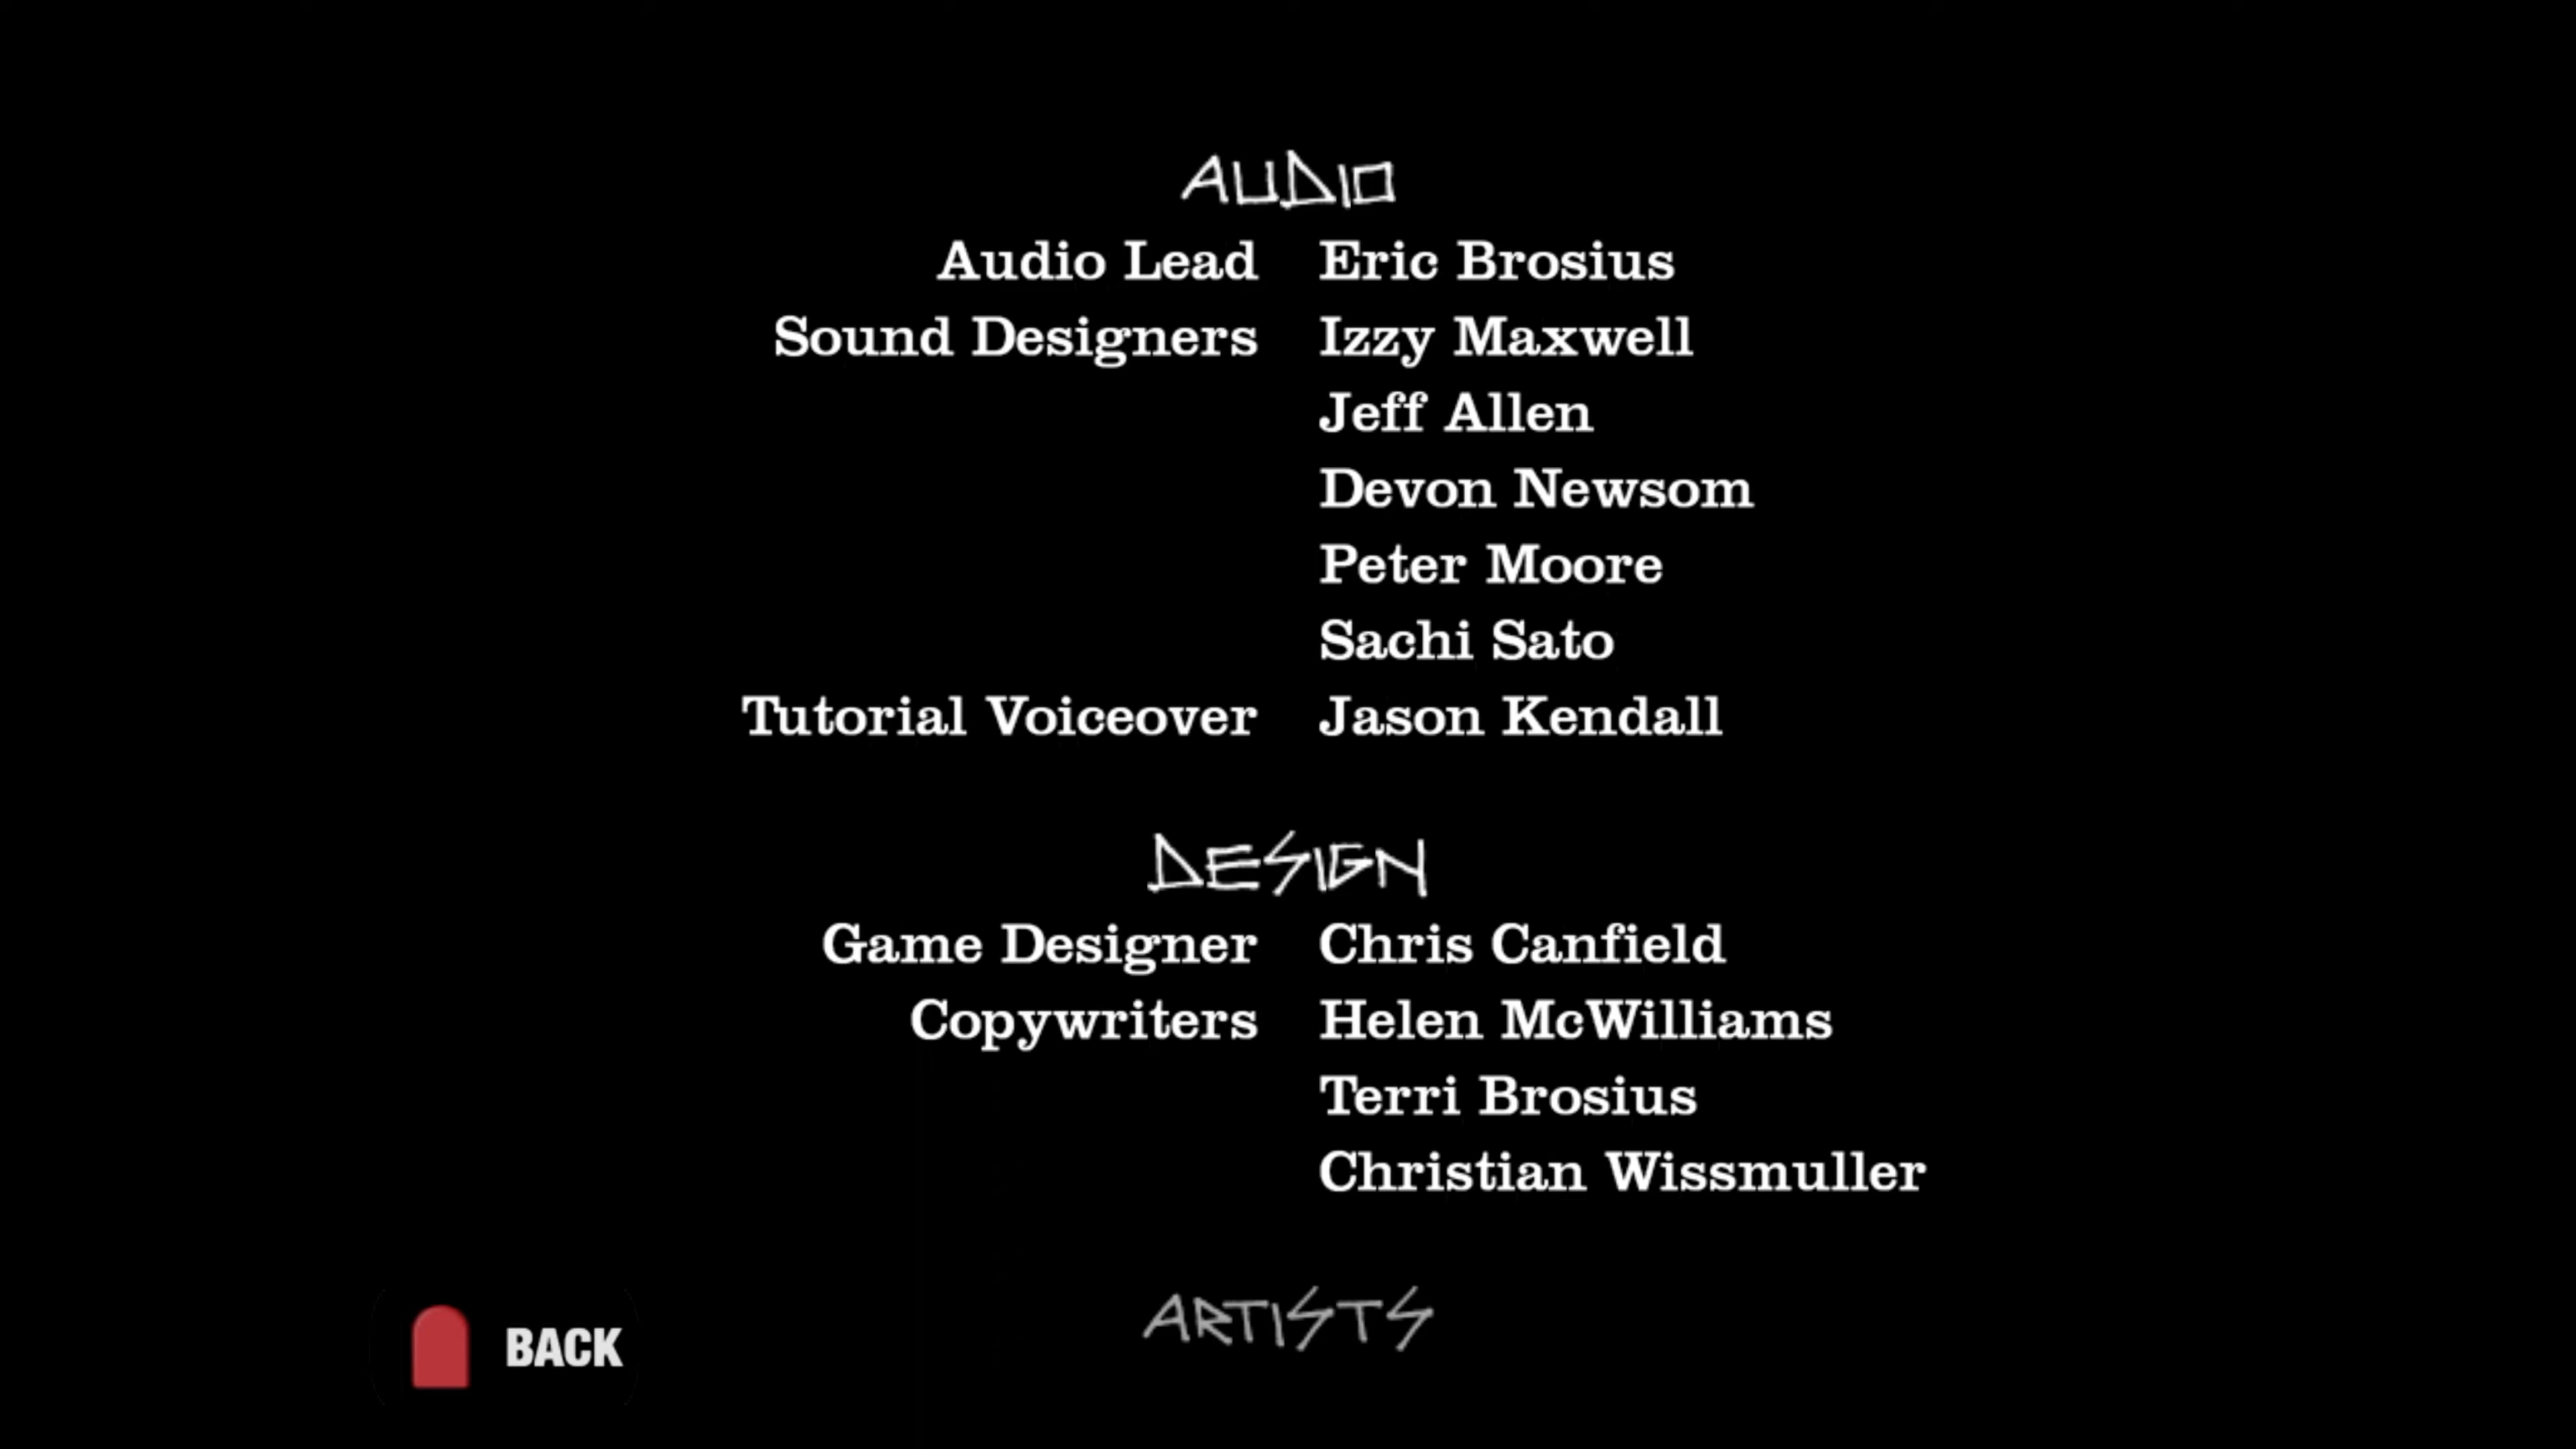 AUDIO
Audio Lead Eric Brosius
Sound Designers Izzy Maxwell
Jeff Allen
Devon Newsom
Peter Moore
Sachi Sato
Tutorial Voiceover Jason Kendall
DESIGN
Game Designer Chris Canfield
Copywriters Helen McWilliams
Terri Brosius
Christian Wissmuller
ARTISTS
BACK